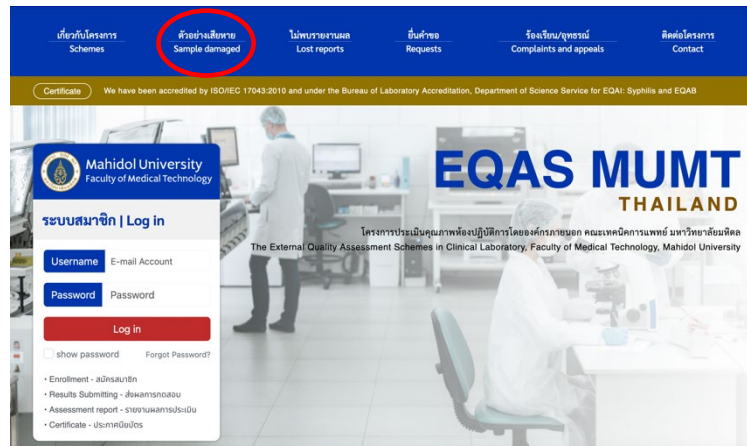 เกี่ยวกับโครงการ
Schemes
ตัวอย่างเสียหาย
Sample damaged
ไม่พบรายงานผล
Lost reports
ยื่นคำขอ
Requests
ร้องเรียน/อุทธรณ์
Complaints and appeals
ติดต่อโครงการ
Contact
Certificate
We have been accredited by ISO/IEC 17043:2010 and under the Bureau of Laboratory Accreditation, Department of Science Service for EQAI: Syphilis and EQAB
Mahidol University
Faculty of Medical Technology
ระบบสมาชิก | Log in
Username E-mail Account
Password Password
Log in
show password Forgot Password?
• Enrollment - สมัครสมาชิก
• Results Submitting - ส่งผลการทดสอบ
• Assessment report - รายงานผลการประเมิน
• Certificate - ประกาศนียบัตร
EQAS MUMT
THAILAND
โครงการประเมินคุณภาพห้องปฏิบัติการโดยองค์กรภายนอก คณะเทคนิคการแพทย์ มหาวิทยาลัยมหิดล
The External Quality Assessment Schemes in Clinical Laboratory, Faculty of Medical Technology, Mahidol University